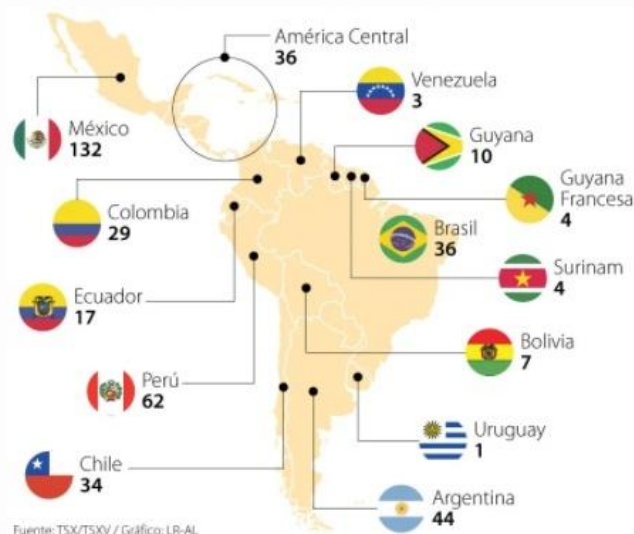 América Central
36
Venezuela
3
México
132
Guyana
10
Guyana
Francesa
4
Colombia
29
Brasil
36
Surinam
4
Ecuador
17
Bolivia
7
Perú
62
Uruguay
1
Chile
34
Argentina
44
Fuente: TSX/TSXV / Gráfico: LR-AL